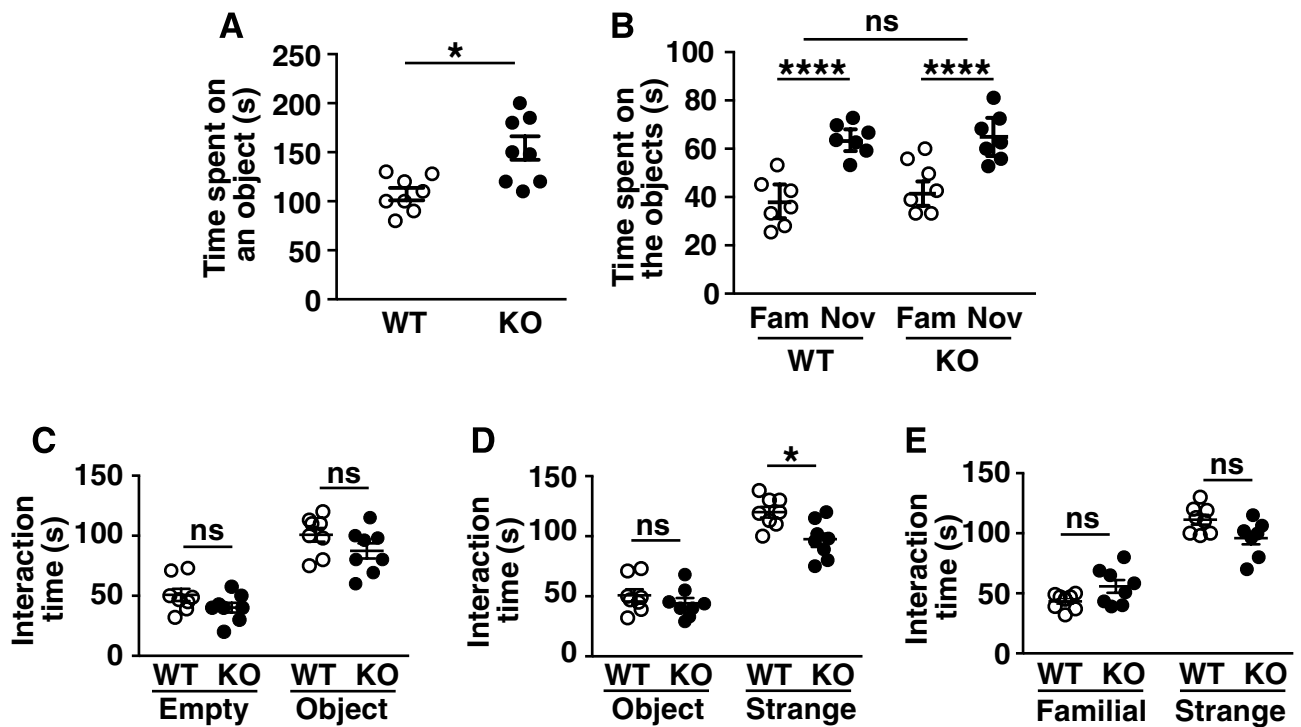 A
Time spent on
an object (s)
250
200
150
100
50
0
*
WT KO
B
Time spent on
the objects (s)
100
80
60
40
20
0
ns
**** ****
Fam Nov Fam Nov
WT KO
C
Interaction
time (s)
150
100
50
0
ns
ns
WT KO WT KO
Empty Object
D
Interaction
time (s)
150
100
50
0
ns
*
WT KO WT KO
Object Strange
E
Interaction
time (s)
150
100
50
0
ns
ns
WT KO WT KO
Familial Strange